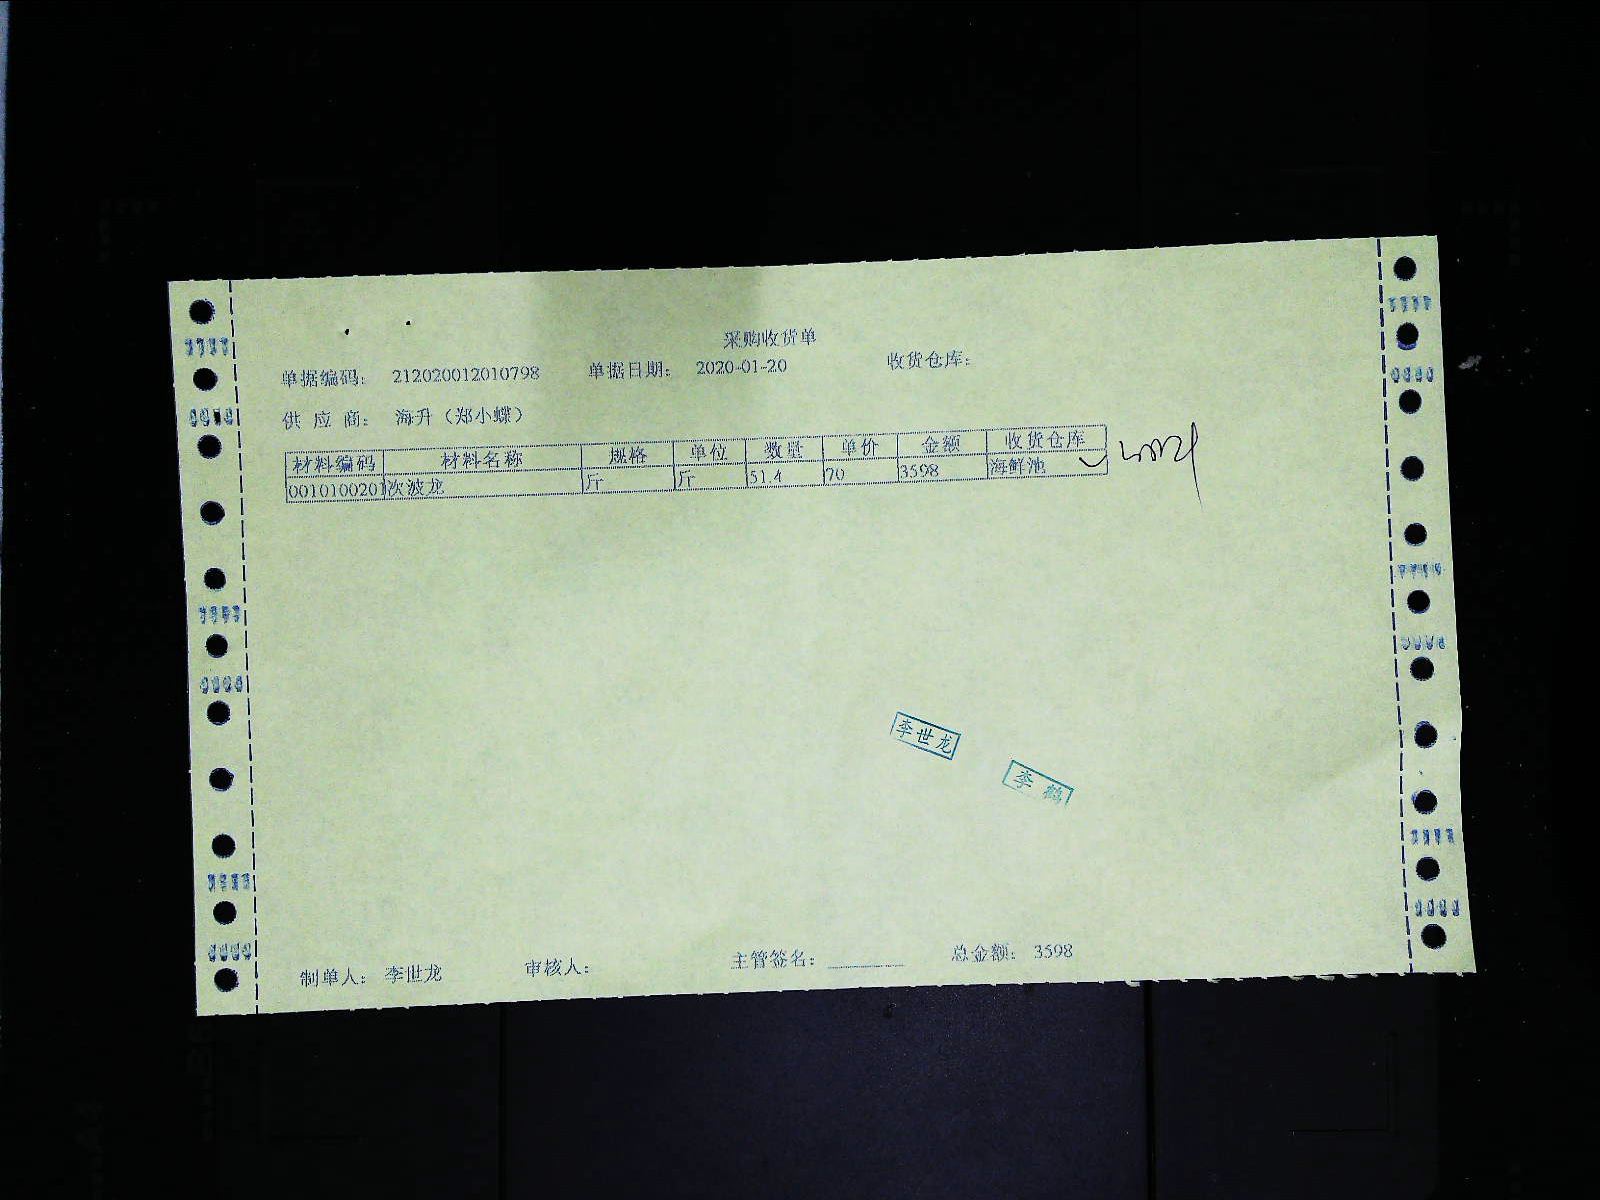 采购收货单
单据编码： 212020012010798 单据日期： 2020-01-20 收货仓库：
供 应 商： 海升（郑小蝶）
材料编码 材料名称 规格 单位 数量 单价 金额 收货仓库
0010100201 次波龙 斤 斤 51.4 70 3598 海鲜池
李世龙
李鹤
制单人： 李世龙 审核人： 主管签名： 总金额： 3598